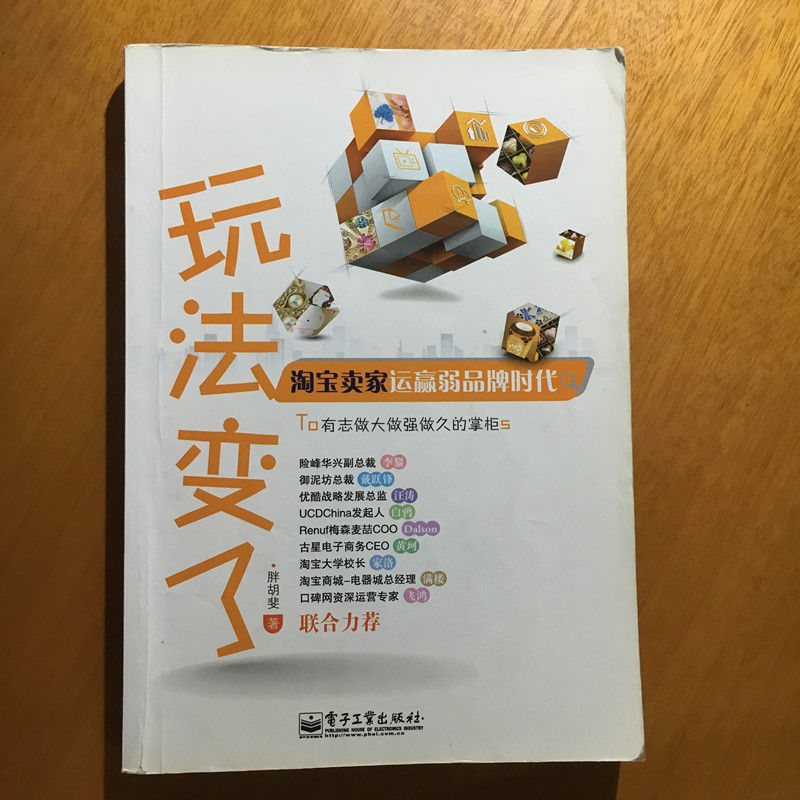 玩法变了
淘宝卖家运赢弱品牌时代
To有志做大做强做久的掌柜s
险峰华兴副总裁 李黎
御泥坊总裁 戴跃锋
优酷战略发展总监 汪涛
UCDChina发起人 白鸦
Renuf梅森麦喆COO Dalson
古星电子商务CEO 黄珂
淘宝大学校长 家洛
淘宝商城-电器城总经理 满楼
口碑网资深运营专家 飞鸿
联合力荐
·胖胡斐 著
電子工業出版社·
PUBLISHING HOUSE OF ELECTRONICS INDUSTRY
http://www.phei.com.cn